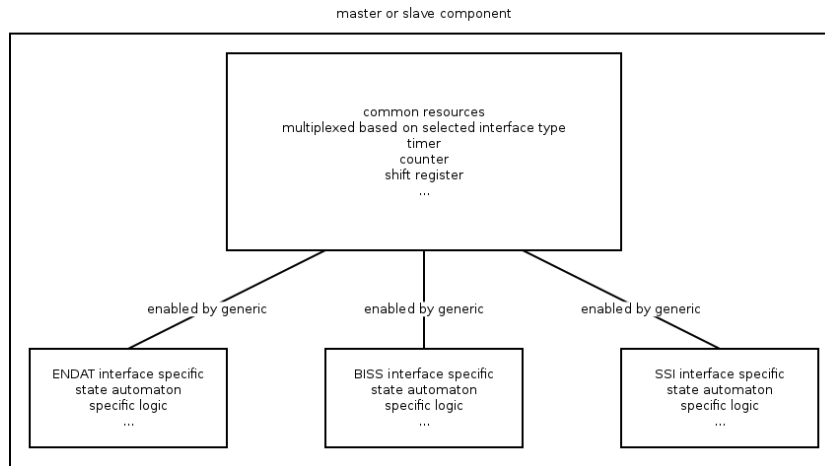 master or slave component
common resources
multiplexed based on selected interface type
timer
counter
shift register
...
enabled by generic
enabled by generic
enabled by generic
ENDAT interface specific
state automaton
specific logic
...
BISS interface specific
state automaton
specific logic
...
SSI interface specific
state automaton
specific logic
...